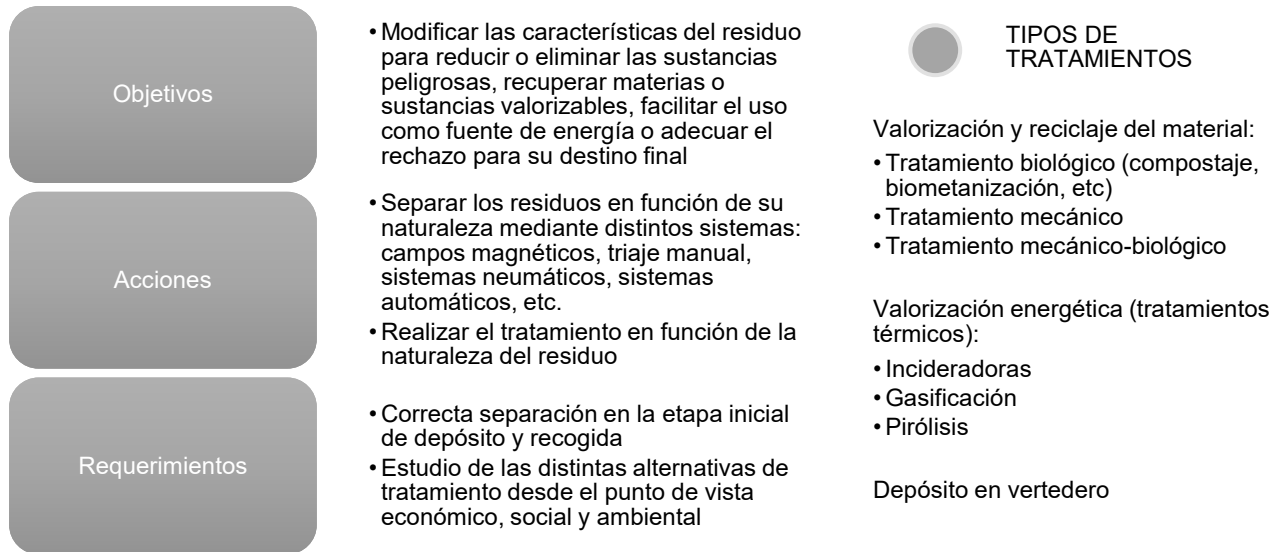 Objetivos
• Modificar las características del residuo
para reducir o eliminar las sustancias
peligrosas, recuperar materias o
sustancias valorizables, facilitar el uso
como fuente de energía o adecuar el
rechazo para su destino final
Acciones
• Separar los residuos en función de su
naturaleza mediante distintos sistemas:
campos magnéticos, triaje manual,
sistemas neumáticos, sistemas
automáticos, etc.
• Realizar el tratamiento en función de la
naturaleza del residuo
Requerimientos
• Correcta separación en la etapa inicial
de depósito y recogida
• Estudio de las distintas alternativas de
tratamiento desde el punto de vista
económico, social y ambiental
TIPOS DE
TRATAMIENTOS
Valorización y reciclaje del material:
• Tratamiento biológico (compostaje,
biometanización, etc)
• Tratamiento mecánico
• Tratamiento mecánico-biológico
Valorización energética (tratamientos
térmicos):
• Incideradoras
• Gasificación
• Pirólisis
Depósito en vertedero